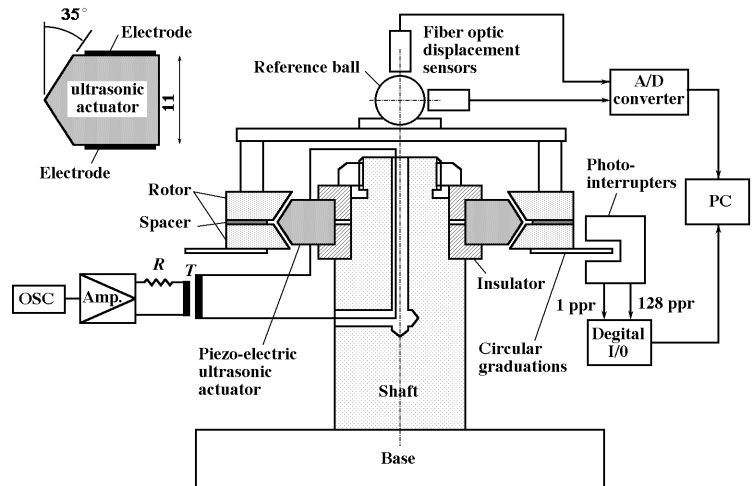 35°
Electrode
ultrasonic
actuator
11
Electrode
Fiber optic
displacement
sensors
Reference ball
A/D
converter
Photo-
interrupters
PC
Rotor
Spacer
R
T
OSC
Amp.
Insulator
1 ppr
128 ppr
Degital
I/0
Circular
graduations
Piezo-electric
ultrasonic
actuator
Shaft
Base